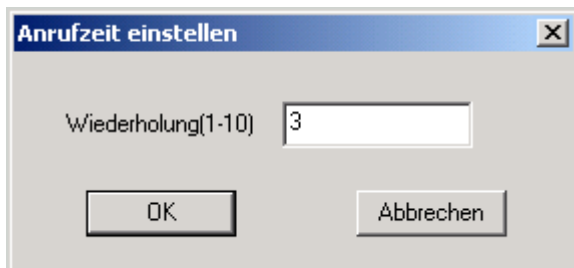 Anrufzeit einstellen
Wiederholung(1-10) 3
OK Abbrechen